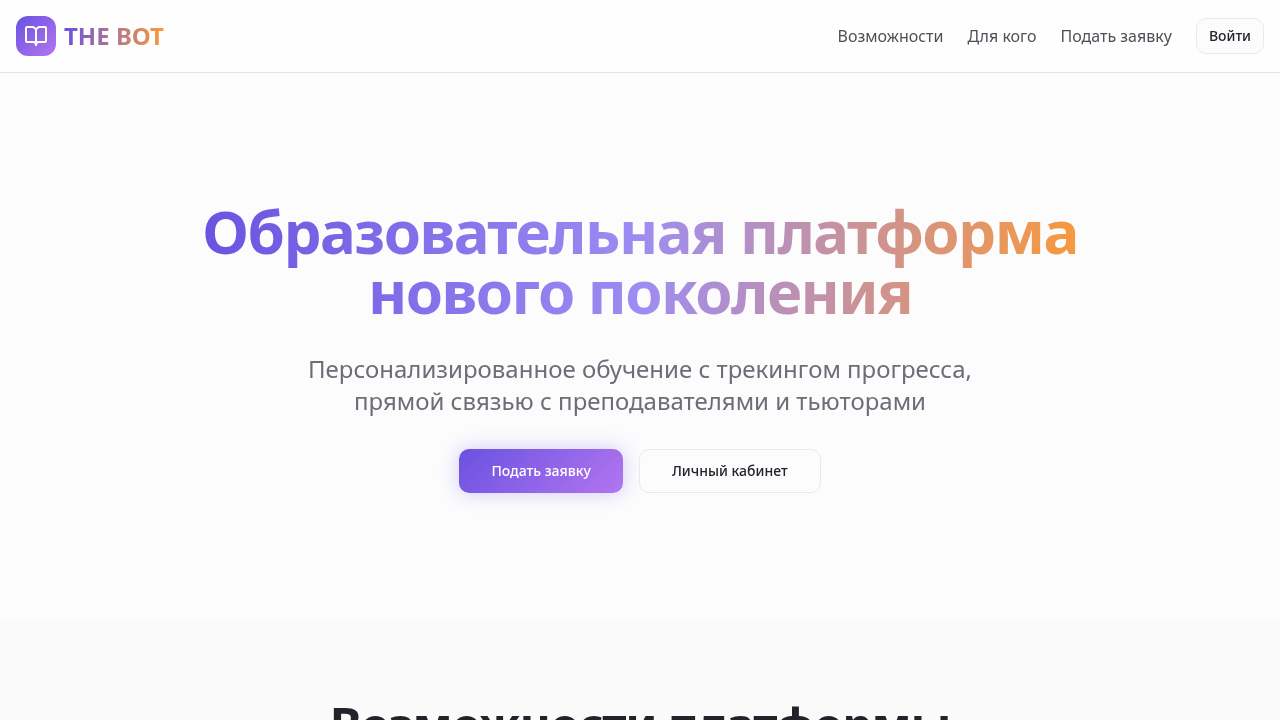 THE BOT
Возможности
Для кого
Подать заявку
Войти
Образовательная платформа
нового поколения
Персонализированное обучение с трекингом прогресса,
прямой связью с преподавателями и тьюторами
Подать заявку
Личный кабинет
Возможности платформы